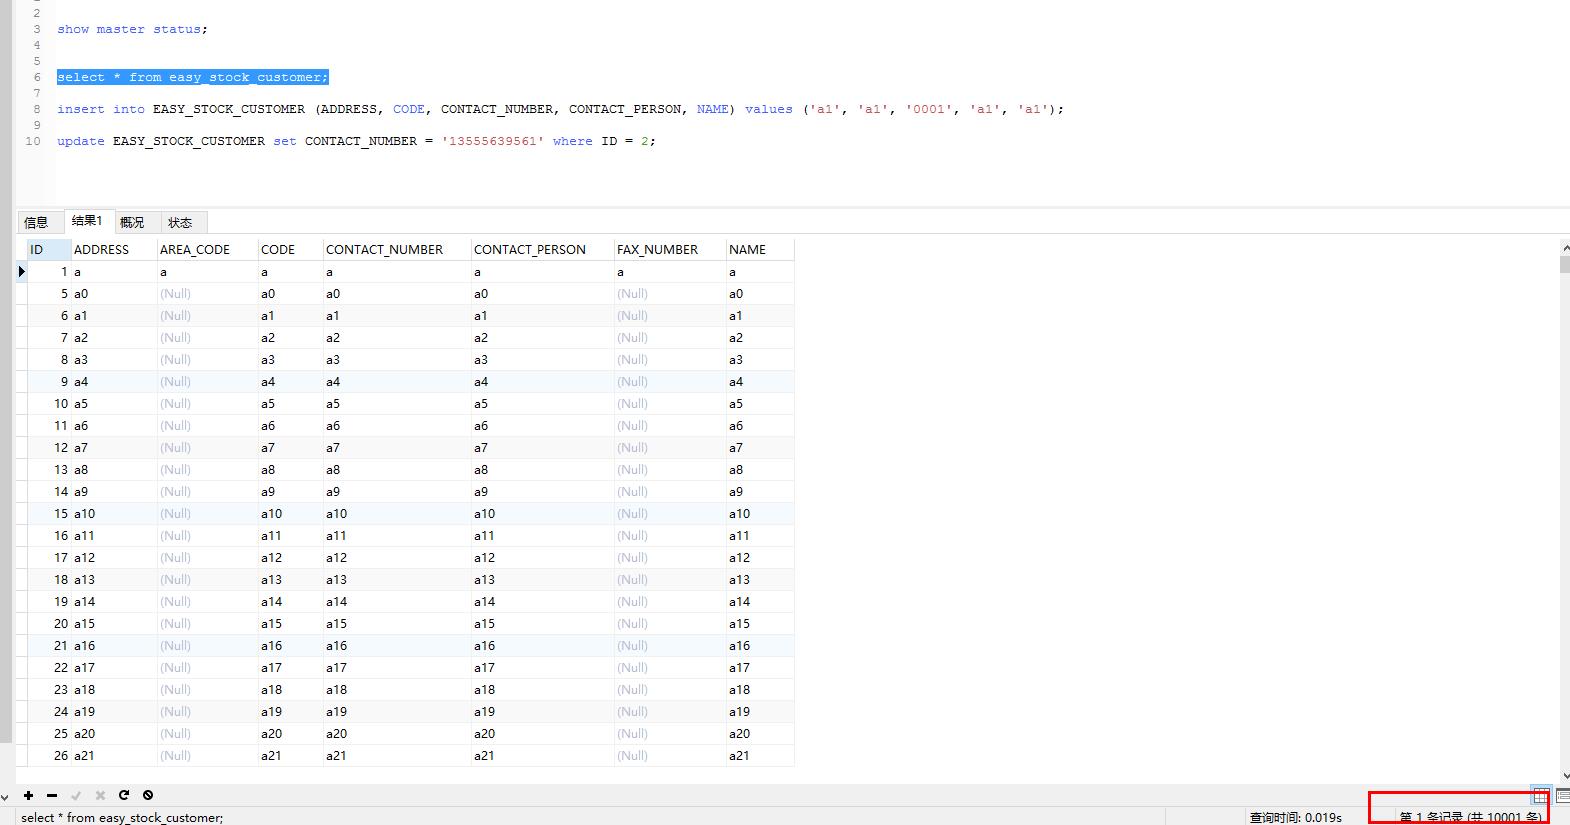 2
3 show master status;
4
5
6 select * from easy_stock_customer;
7
8 insert into EASY_STOCK_CUSTOMER (ADDRESS, CODE, CONTACT_NUMBER, CONTACT_PERSON, NAME) values ('a1', 'a1', '0001', 'a1', 'a1');
9
10 update EASY_STOCK_CUSTOMER set CONTACT_NUMBER = '13555639561' where ID = 2;
信息 结果1 概况 状态
ID ADDRESS AREA_CODE CODE CONTACT_NUMBER CONTACT_PERSON FAX_NUMBER NAME
1 a a a a a a a
5 a0 (Null) a0 a0 a0 (Null) a0
6 a1 (Null) a1 a1 a1 (Null) a1
7 a2 (Null) a2 a2 a2 (Null) a2
8 a3 (Null) a3 a3 a3 (Null) a3
9 a4 (Null) a4 a4 a4 (Null) a4
10 a5 (Null) a5 a5 a5 (Null) a5
11 a6 (Null) a6 a6 a6 (Null) a6
12 a7 (Null) a7 a7 a7 (Null) a7
13 a8 (Null) a8 a8 a8 (Null) a8
14 a9 (Null) a9 a9 a9 (Null) a9
15 a10 (Null) a10 a10 a10 (Null) a10
16 a11 (Null) a11 a11 a11 (Null) a11
17 a12 (Null) a12 a12 a12 (Null) a12
18 a13 (Null) a13 a13 a13 (Null) a13
19 a14 (Null) a14 a14 a14 (Null) a14
20 a15 (Null) a15 a15 a15 (Null) a15
21 a16 (Null) a16 a16 a16 (Null) a16
22 a17 (Null) a17 a17 a17 (Null) a17
23 a18 (Null) a18 a18 a18 (Null) a18
24 a19 (Null) a19 a19 a19 (Null) a19
25 a20 (Null) a20 a20 a20 (Null) a20
26 a21 (Null) a21 a21 a21 (Null) a21
select * from easy_stock_customer; 查询时间: 0.019s 第 1 条记录 (共 10001 条)